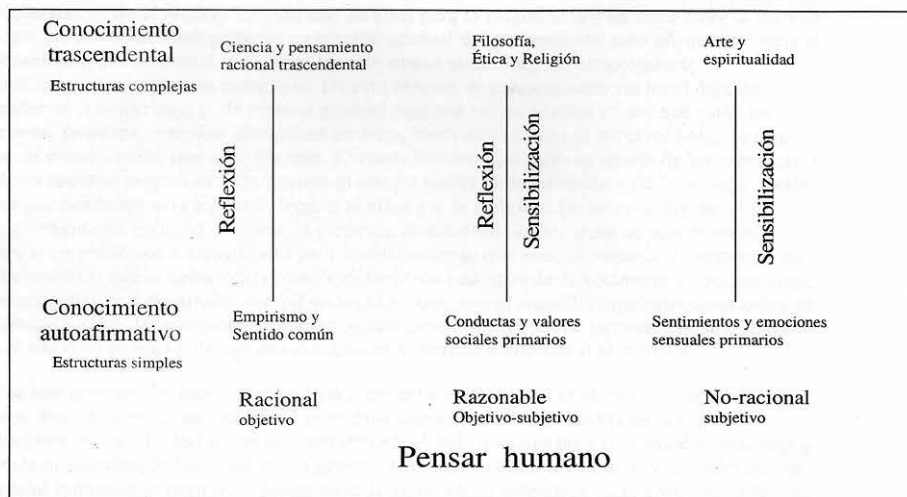 Conocimiento
trascendental
Estructuras complejas
Ciencia y pensamiento
racional trascendental
Filosofía,
Ética y Religión
Arte y
espiritualidad
Reflexión
Reflexión
Sensibilización
Sensibilización
Conocimiento
autoafirmativo
Estructuras simples
Empirismo y
Sentido común
Conductas y valores
sociales primarios
Sentimientos y emociones
sensuales primarios
Racional
objetivo
Razonable
Objetivo-subjetivo
No-racional
subjetivo
Pensar humano